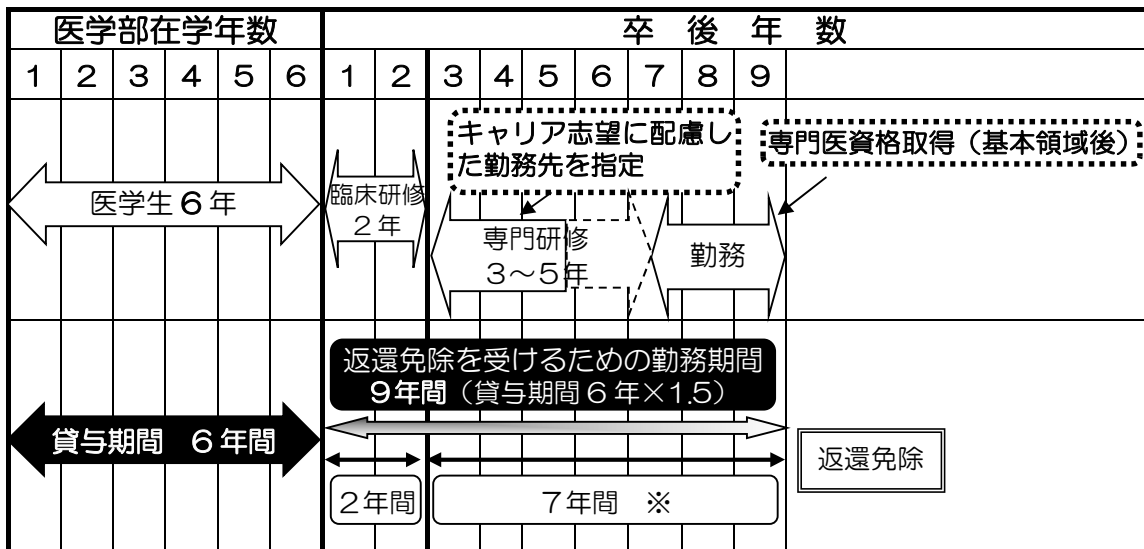 医学部在学年数
卒後年数
1 2 3 4 5 6 1 2 3 4 5 6 7 8 9
キャリア志望に配慮し
た勤務先を指定
専門医資格取得（基本領域後）
医学生６年
臨床研修
２年
専門研修
３～５年
勤務
返還免除を受けるための勤務期間
９年間（貸与期間６年×1.5）
貸与期間　６年間
返還免除
２年間
７年間　※